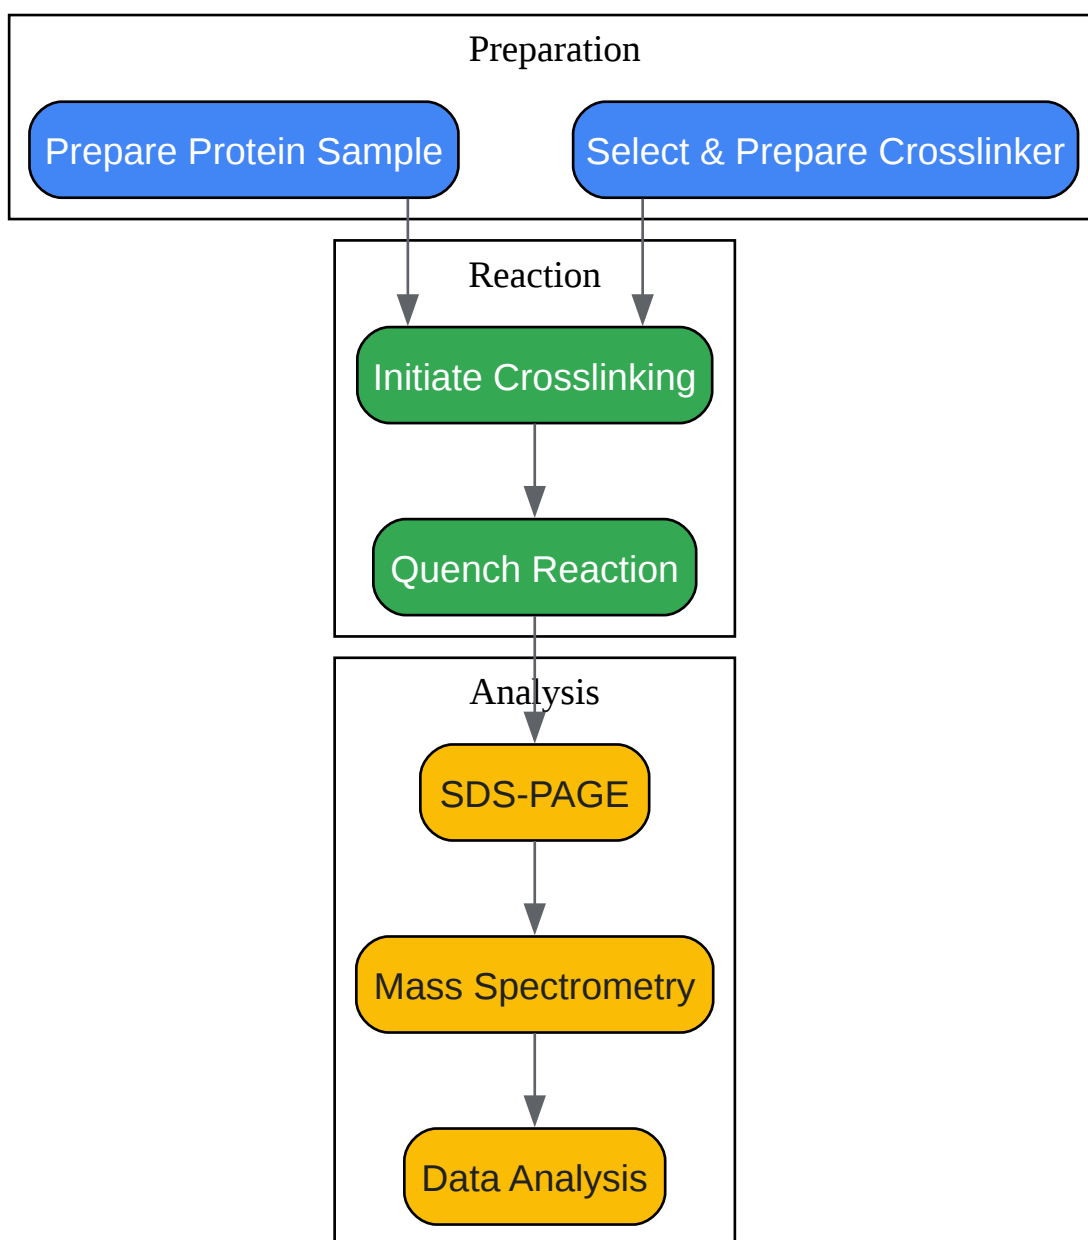 Preparation
Prepare Protein Sample
Select & Prepare Crosslinker
Reaction
Initiate Crosslinking
Quench Reaction
Analysis
SDS-PAGE
Mass Spectrometry
Data Analysis